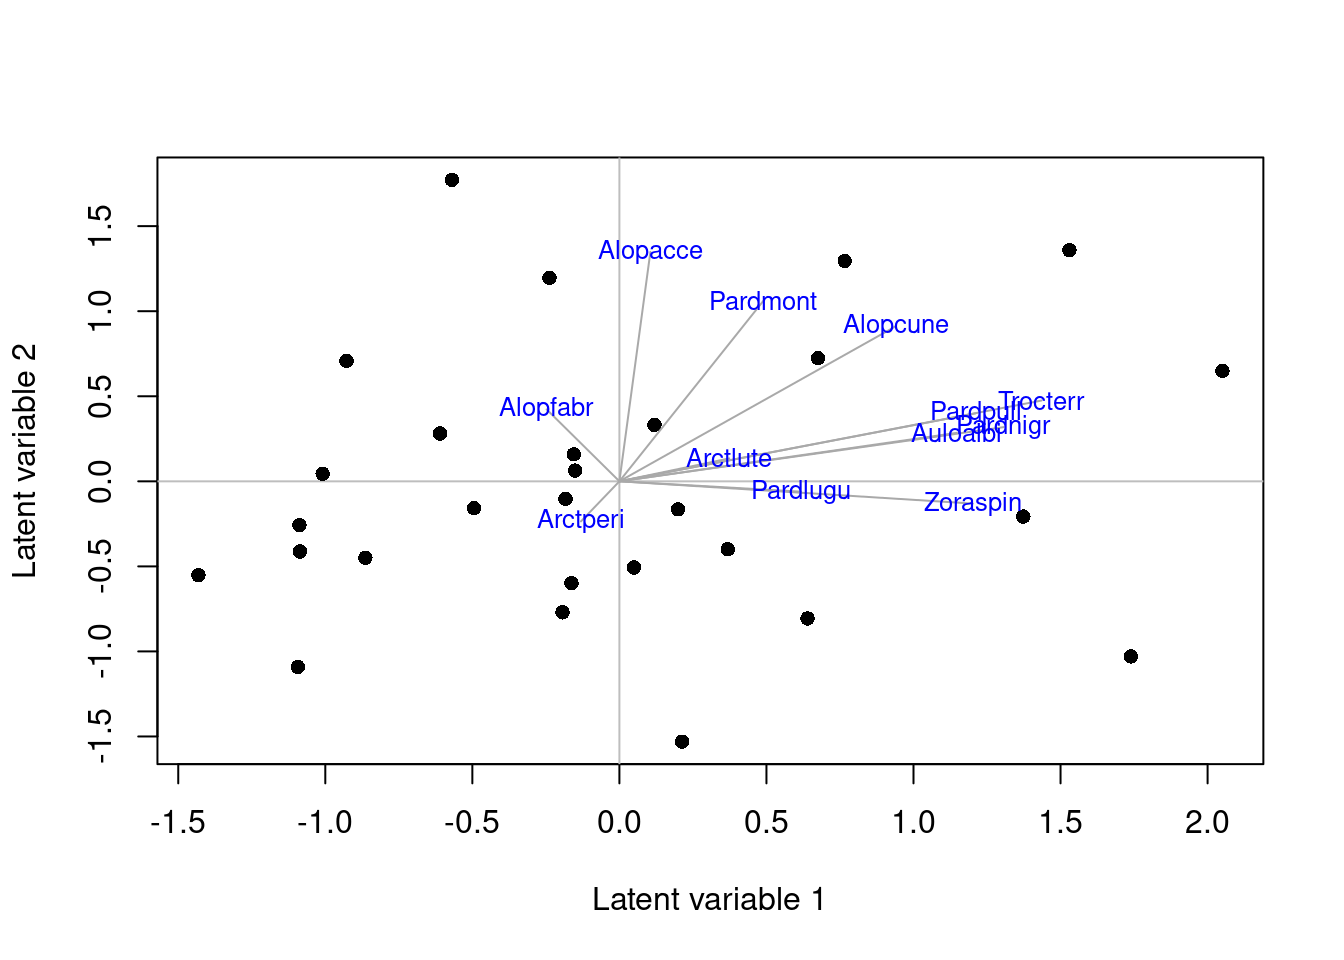 Alopacce
Pardmont
Alopcune
Trocterr
Alopfabr
Pardpull
Pardnigr
Auloalbi
Arctlute
Pardlugu
Zoraspin
Arctperi
Latent variable 2
1.5
1.0
0.5
0.0
-0.5
-1.0
-1.5
-1.5 -1.0 -0.5 0.0 0.5 1.0 1.5 2.0
Latent variable 1